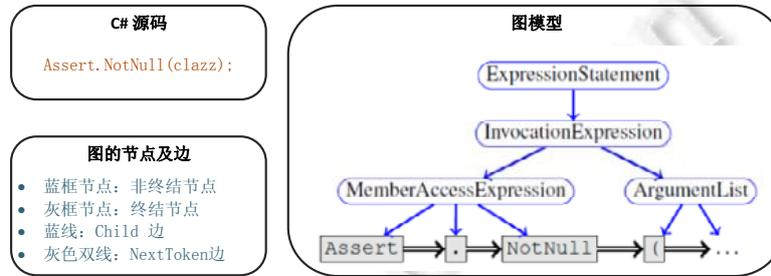 C# 源码
Assert.NotNull(clazz);
图的节点及边
• 蓝框节点：非终结节点
• 灰框节点：终结节点
• 蓝线：Child 边
• 灰色双线：NextToken边
图模型
ExpressionStatement
InvocationExpression
MemberAccessExpression ArgumentList
Assert . NotNull ( ...